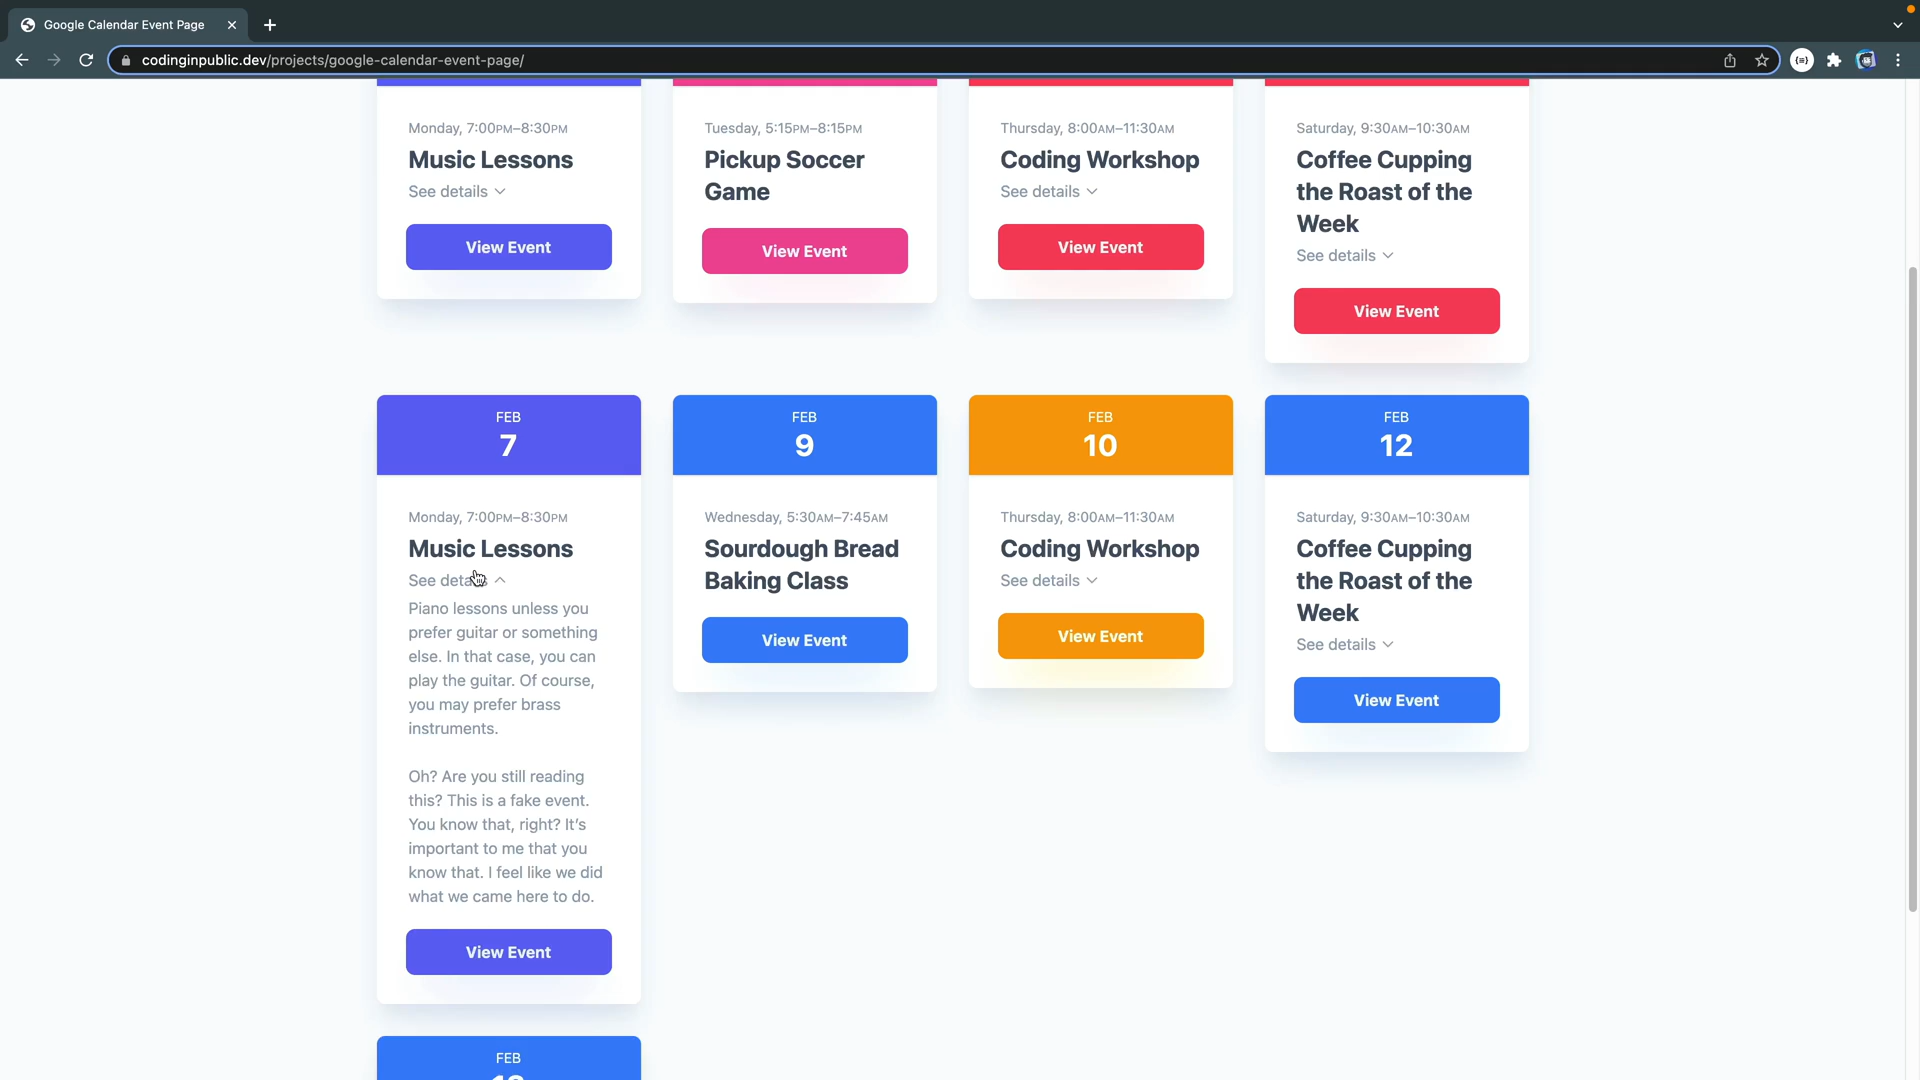 Google Calendar Event Page
codinginpublic.dev/projects/google-calendar-event-page/
Monday, 7:00PM–8:30PM
Music Lessons
See details
View Event
Tuesday, 5:15PM–8:15PM
Pickup Soccer
Game
View Event
Thursday, 8:00AM–11:30AM
Coding Workshop
See details
View Event
Saturday, 9:30AM–10:30AM
Coffee Cupping
the Roast of the
Week
See details
View Event
FEB
7
Monday, 7:00PM–8:30PM
Music Lessons
See details
Piano lessons unless you
prefer guitar or something
else. In that case, you can
play the guitar. Of course,
you may prefer brass
instruments.
Oh? Are you still reading
this? This is a fake event.
You know that, right? It's
important to me that you
know that. I feel like we did
what we came here to do.
View Event
FEB
9
Wednesday, 5:30AM–7:45AM
Sourdough Bread
Baking Class
View Event
FEB
10
Thursday, 8:00AM–11:30AM
Coding Workshop
See details
View Event
FEB
12
Saturday, 9:30AM–10:30AM
Coffee Cupping
the Roast of the
Week
See details
View Event
FEB